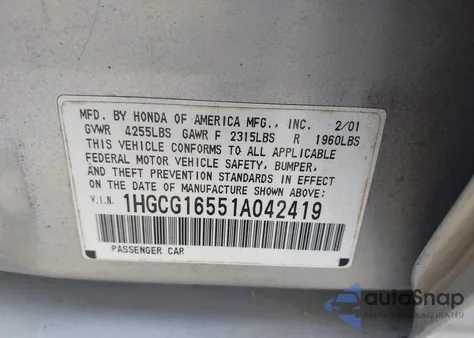 MFD. BY HONDA OF AMERICA MFG., INC. 2/01
GVWR 4255LBS GAWR F 2315LBS R 1960LBS
THIS VEHICLE CONFORMS TO ALL APPLICABLE
FEDERAL MOTOR VEHICLE SAFETY, BUMPER,
AND THEFT PREVENTION STANDARDS IN EFFECT
ON THE DATE OF MANUFACTURE SHOWN ABOVE:
V.I.N. 1HGCG16551A042419
PASSENGER CAR
autoSnap